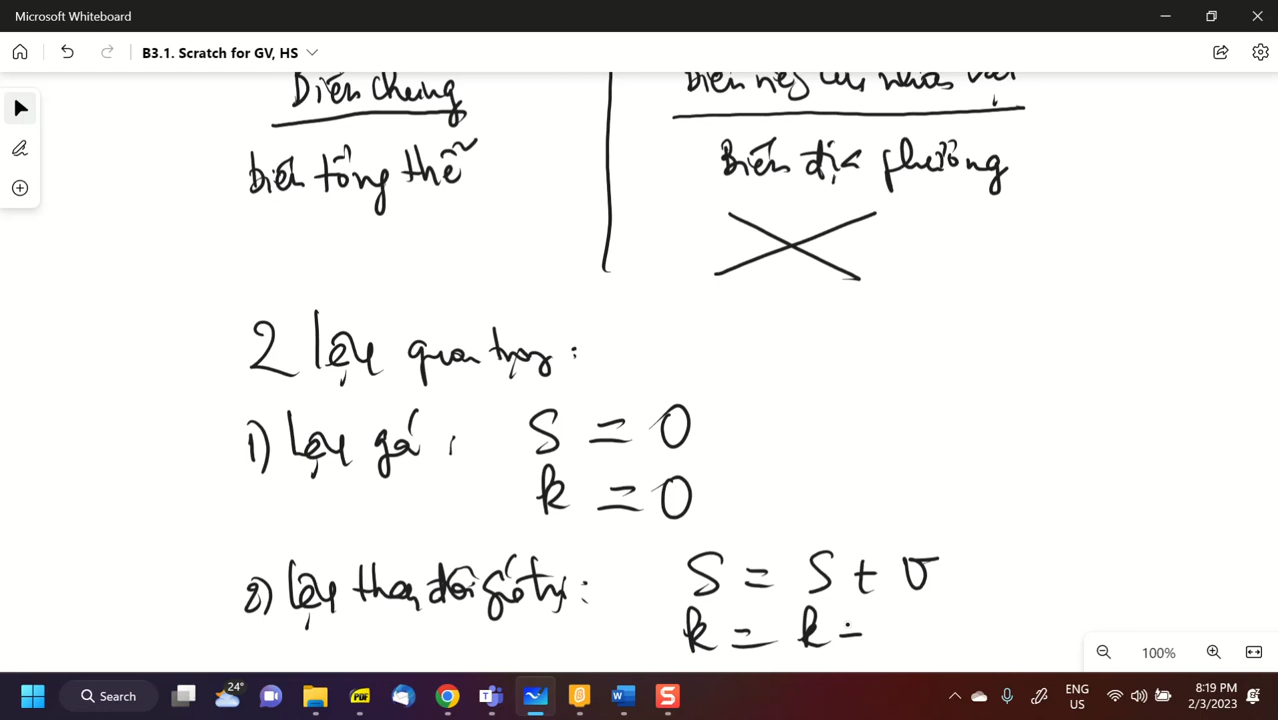 Microsoft Whiteboard
B3.1. Scratch for GV, HS
Biến chung
Biến tổng thể
Biến địa phương
2 lệnh quan trọng:
1) Lệnh gán: S = 0
k = 0
2) Lệnh thay đổi giá trị: S = S + v
k = k
100%
24°
Search
ENG
US
8:19 PM
2/3/2023